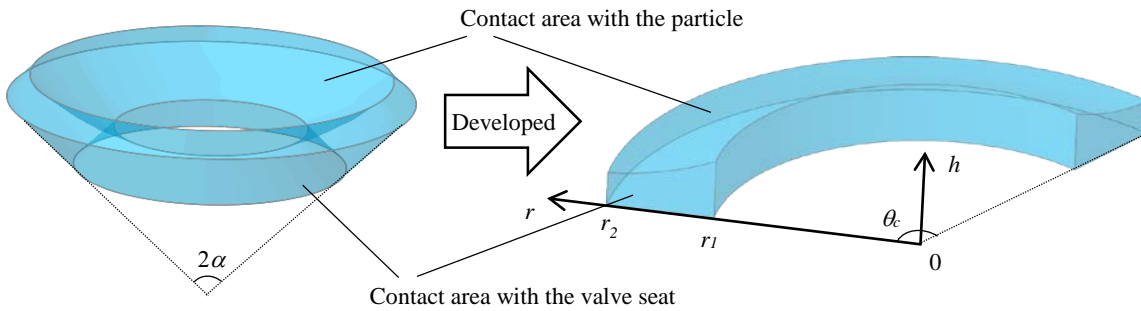 Contact area with the particle
Developed
h
r
r2
r1
θc
0
2α
Contact area with the valve seat